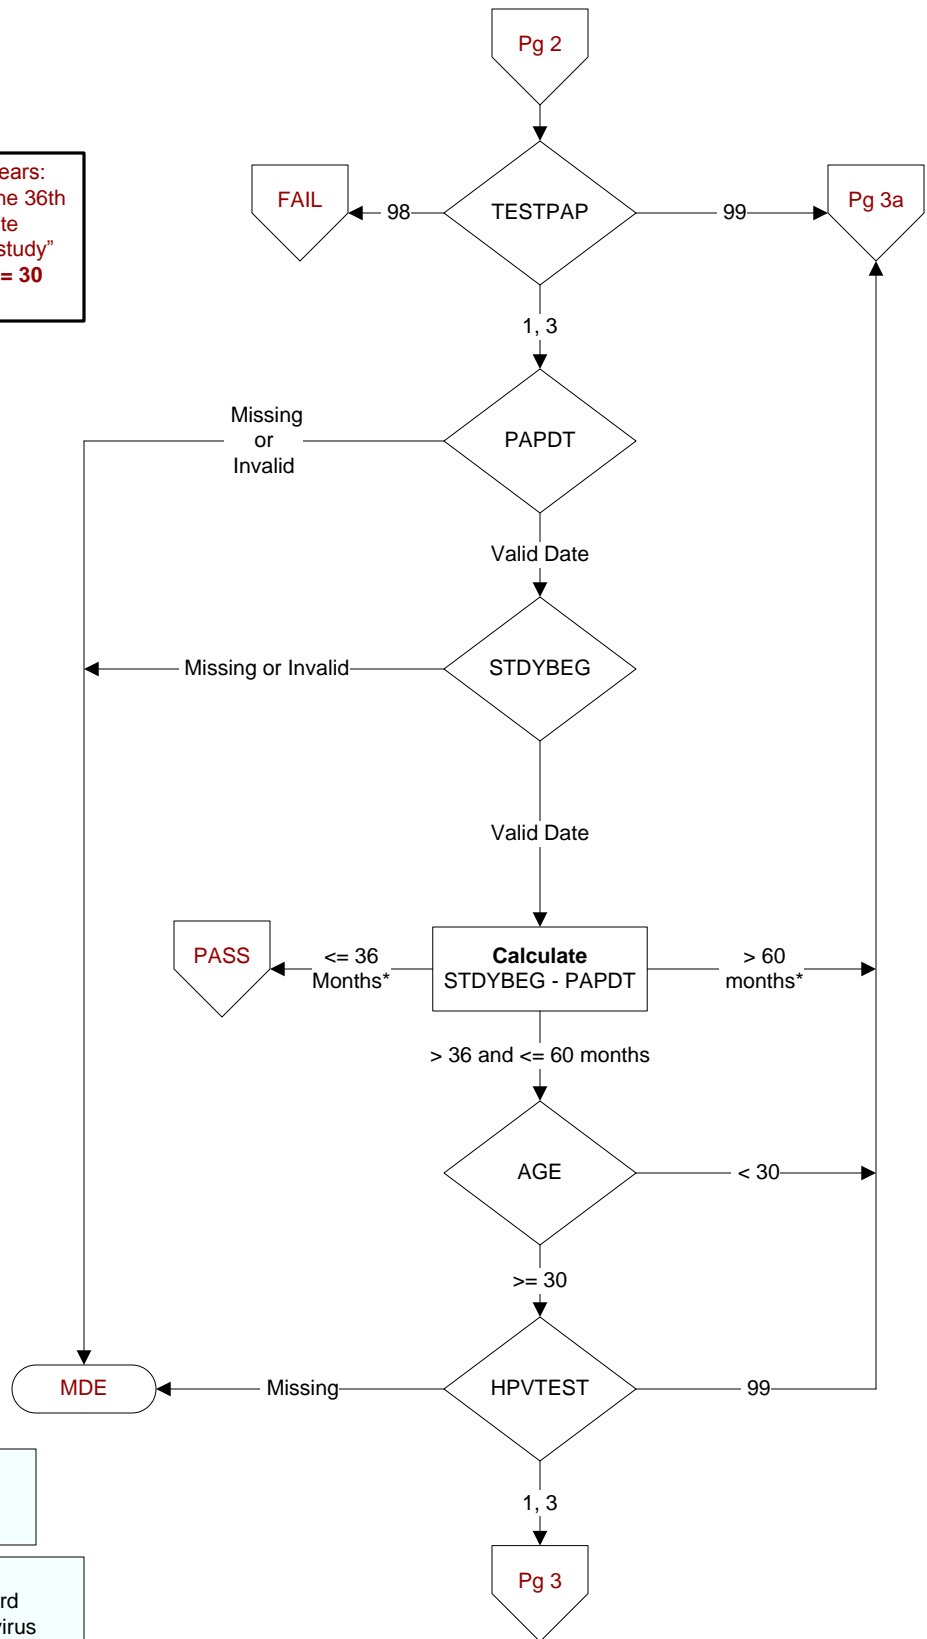 Pg 2
ears:
ne 36th
te
study”
= 30
FAIL
98
TESTPAP
99
Pg 3a
1, 3
Missing
or
Invalid
PAPDT
Valid Date
Missing or Invalid
STDYBEG
Valid Date
PASS
<= 36
Months*
Calculate
STDYBEG - PAPDT
> 60
months*
> 36 and <= 60 months
AGE
< 30
>= 30
MDE
Missing
HPVTEST
99
1, 3
Pg 3
rd
virus